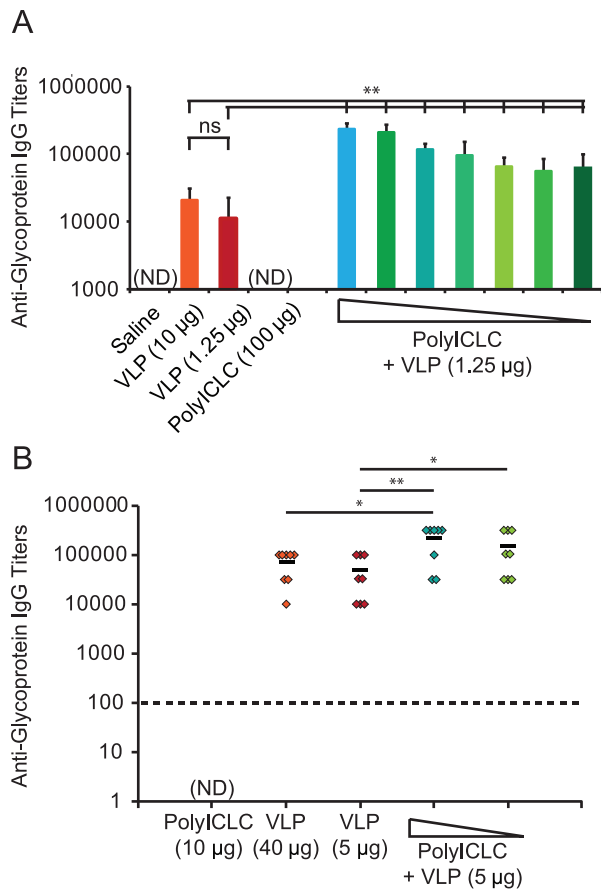 A
Anti-Glycoprotein IgG Titers
1000000
100000
10000
1000
**
ns
(ND)
(ND)
Saline
VLP (10 µg)
VLP (1.25 µg)
PolyICLC (100 µg)
PolyICLC
+ VLP (1.25 µg)
B
Anti-Glycoprotein IgG Titers
1000000
100000
10000
1000
100
10
1
*
**
*
(ND)
PolyICLC
(10 µg)
VLP
(40 µg)
VLP
(5 µg)
PolyICLC
+ VLP (5 µg)